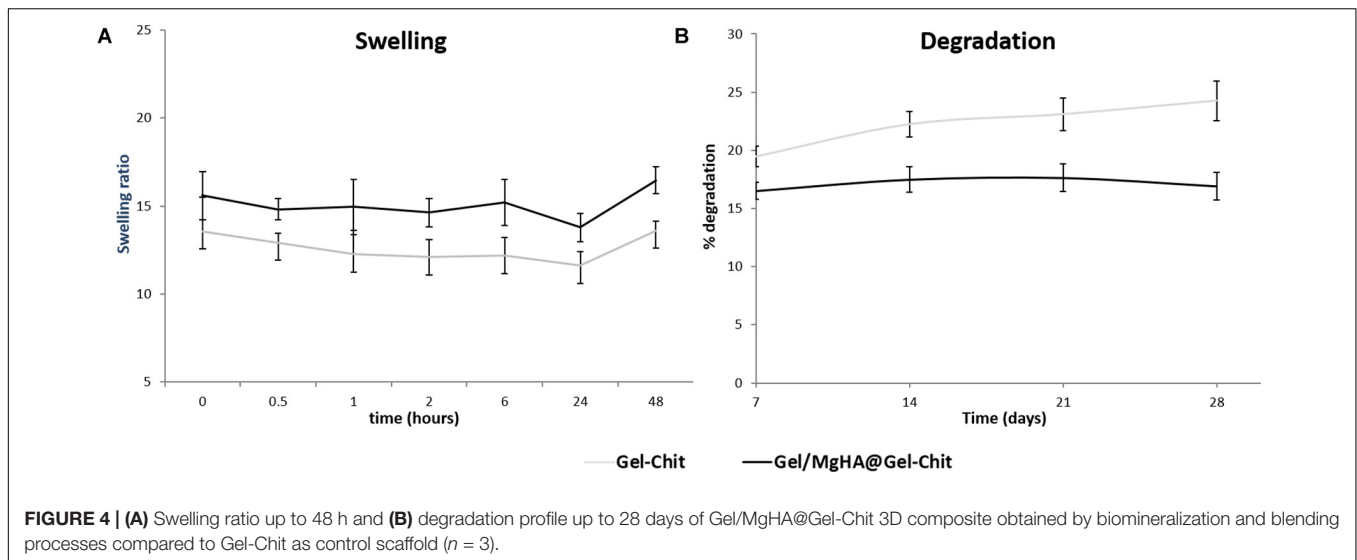 A
Swelling
25
20
15
10
5
Swelling ratio
0 0.5 1 2 6 24 48
time (hours)
B
Degradation
30
25
20
15
10
5
0
% degradation
7 14 21 28
Time (days)
Gel-Chit Gel/MgHA@Gel-Chit
FIGURE 4 | (A) Swelling ratio up to 48 h and (B) degradation profile up to 28 days of Gel/MgHA@Gel-Chit 3D composite obtained by biomineralization and blending
processes compared to Gel-Chit as control scaffold (n = 3).